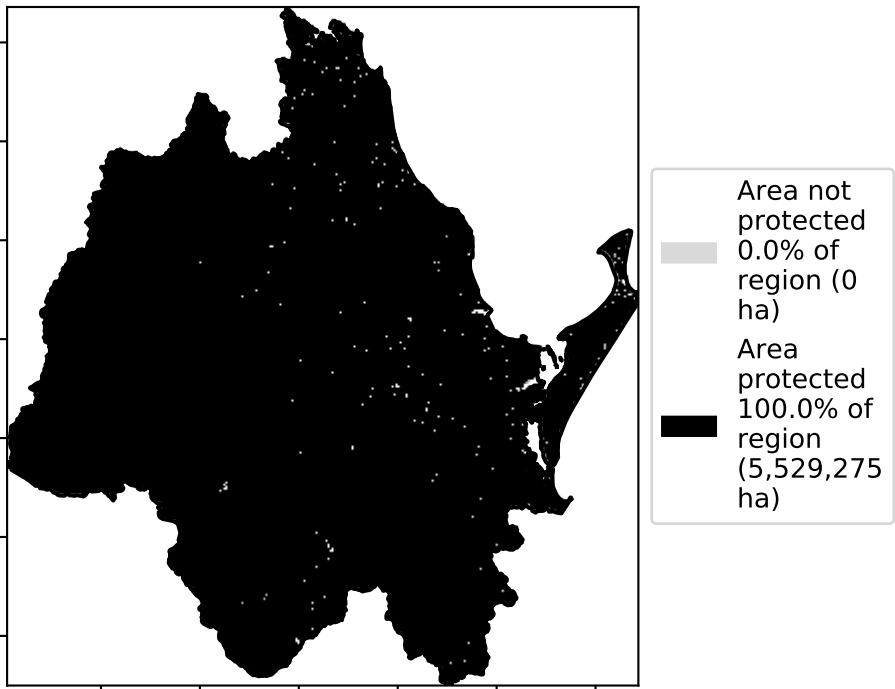 Area not
protected
0.0% of
region (0
ha)
Area
protected
100.0% of
region
(5,529,275
ha)